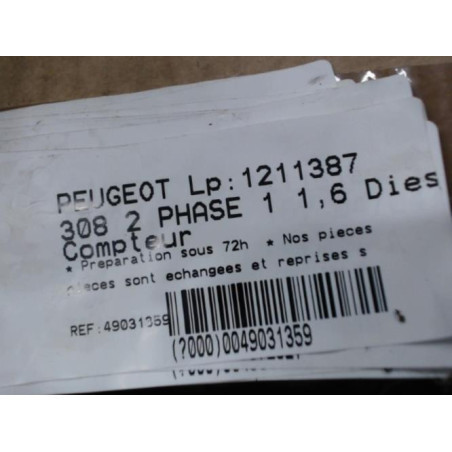 PEUGEOT Lp:1211387
308 2 PHASE 1 1,6 Dies
Compteur
* Preparation sous 72h * Nos pieces
pieces sont echangees et reprises s
REF:49031359
(?000)0049031359